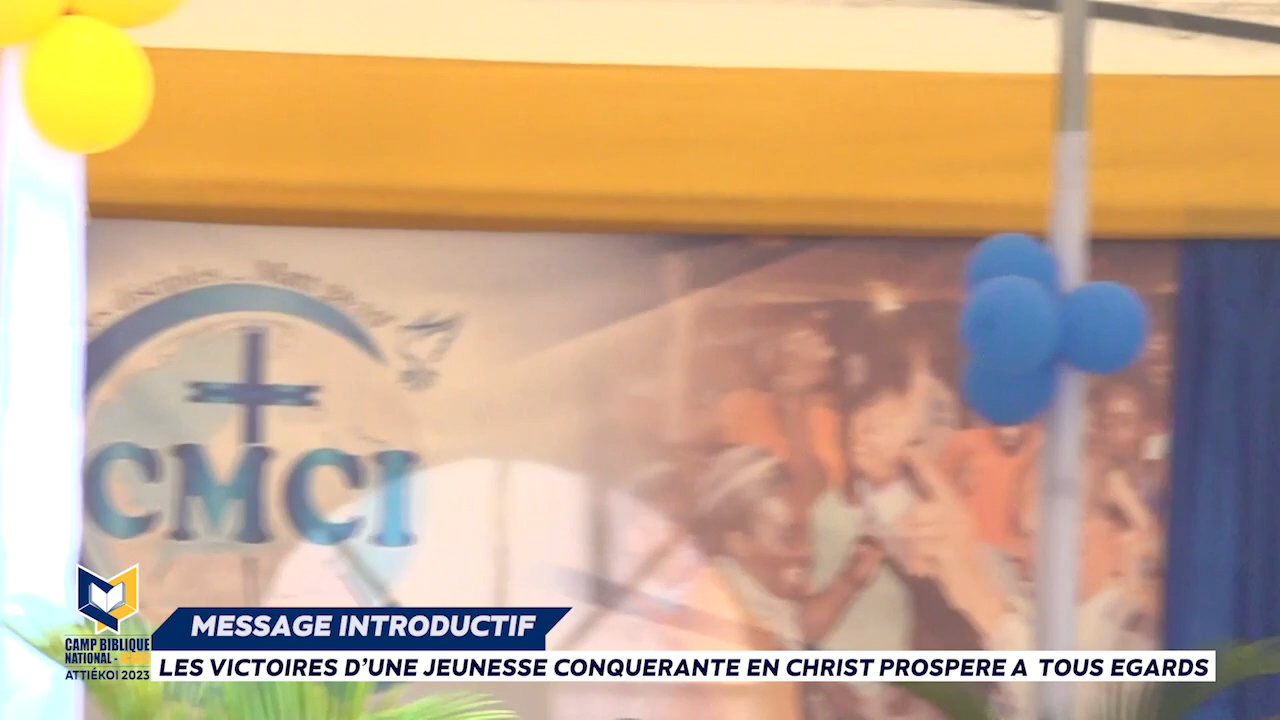 CMCI
MESSAGE INTRODUCTIF
LES VICTOIRES D’UNE JEUNESSE CONQUERANTE EN CHRIST PROSPERE A TOUS EGARDS
CAMP BIBLIQUE
NATIONAL -
ATTIÉKOI 2023